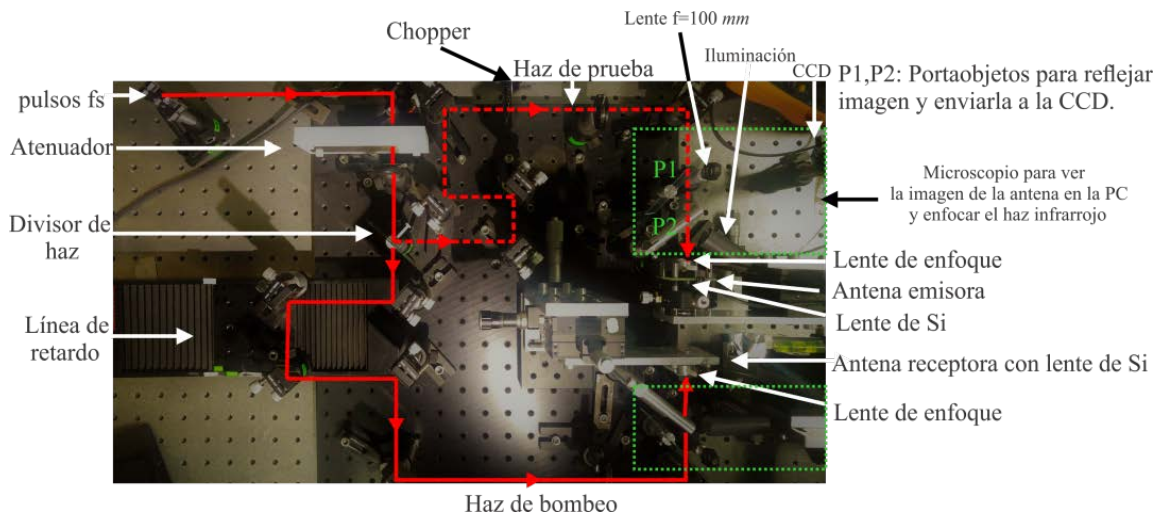 Lente f=100 mm
Chopper
Iluminación
Haz de prueba
CCD
P1,P2: Portaobjetos para reflejar
imagen y enviarla a la CCD.
pulsos fs
Atenuador
P1
Microscopio para ver
la imagen de la antena en la PC
y enfocar el haz infrarrojo
Divisor de
haz
P2
Lente de enfoque
Antena emisora
Línea de
retardo
Lente de Si
Antena receptora con lente de Si
Lente de enfoque
Haz de bombeo